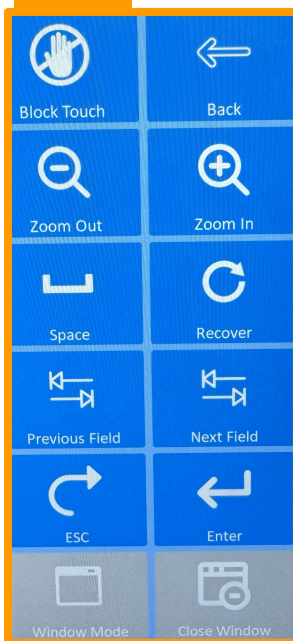 Block Touch
Back
Zoom Out
Zoom In
Space
Recover
Previous Field
Next Field
ESC
Enter
Window Mode
Close Window